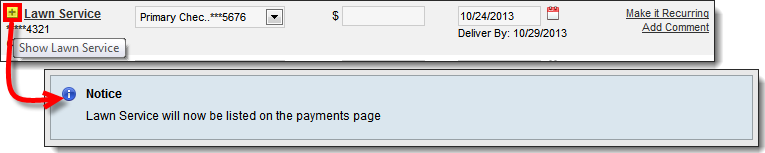 Lawn Service
*****4321
Show Lawn Service
Primary Chec..***5676
$
10/24/2013
Deliver By: 10/29/2013
Make it Recurring
Add Comment
Notice
Lawn Service will now be listed on the payments page